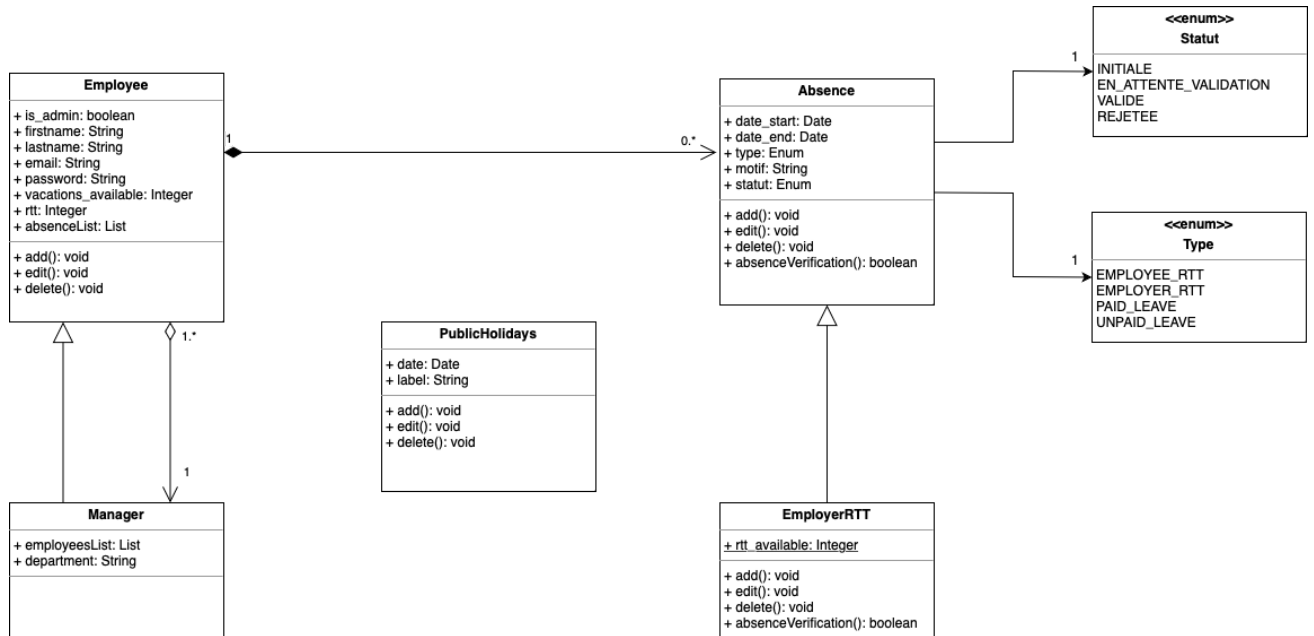 <<enum>>
Statut
INITIALE
EN_ATTENTE_VALIDATION
VALIDE
REJETEE
1
Employee
+ is_admin: boolean
+ firstname: String
+ lastname: String
+ email: String
+ password: String
+ vacations_available: Integer
+ rtt: Integer
+ absenceList: List
+ add(): void
+ edit(): void
+ delete(): void
1
0.*
Absence
+ date_start: Date
+ date_end: Date
+ type: Enum
+ motif: String
+ statut: Enum
+ add(): void
+ edit(): void
+ delete(): void
+ absenceVerification(): boolean
<<enum>>
Type
EMPLOYEE_RTT
EMPLOYER_RTT
PAID_LEAVE
UNPAID_LEAVE
1
1.*
1
PublicHolidays
+ date: Date
+ label: String
+ add(): void
+ edit(): void
+ delete(): void
Manager
+ employeesList: List
+ department: String
EmployerRTT
+ rtt_available: Integer
+ add(): void
+ edit(): void
+ delete(): void
+ absenceVerification(): boolean